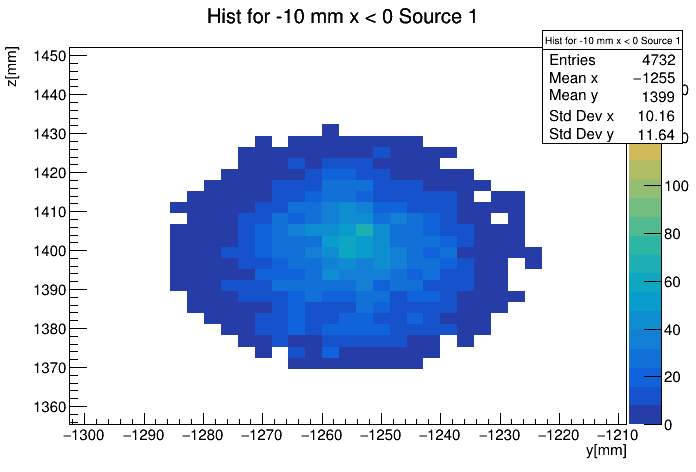 Hist for -10 mm x < 0 Source 1
Hist for -10 mm x < 0 Source 1
Entries 4732
Mean x −1255
Mean y 1399
Std Dev x 10.16
Std Dev y 11.64
z[mm]
1450
1440
1430
1420
1410
1400
1390
1380
1370
1360
−1300 −1290 −1280 −1270 −1260 −1250 −1240 −1230 −1220 −1210
y[mm]
100
80
60
40
20
0